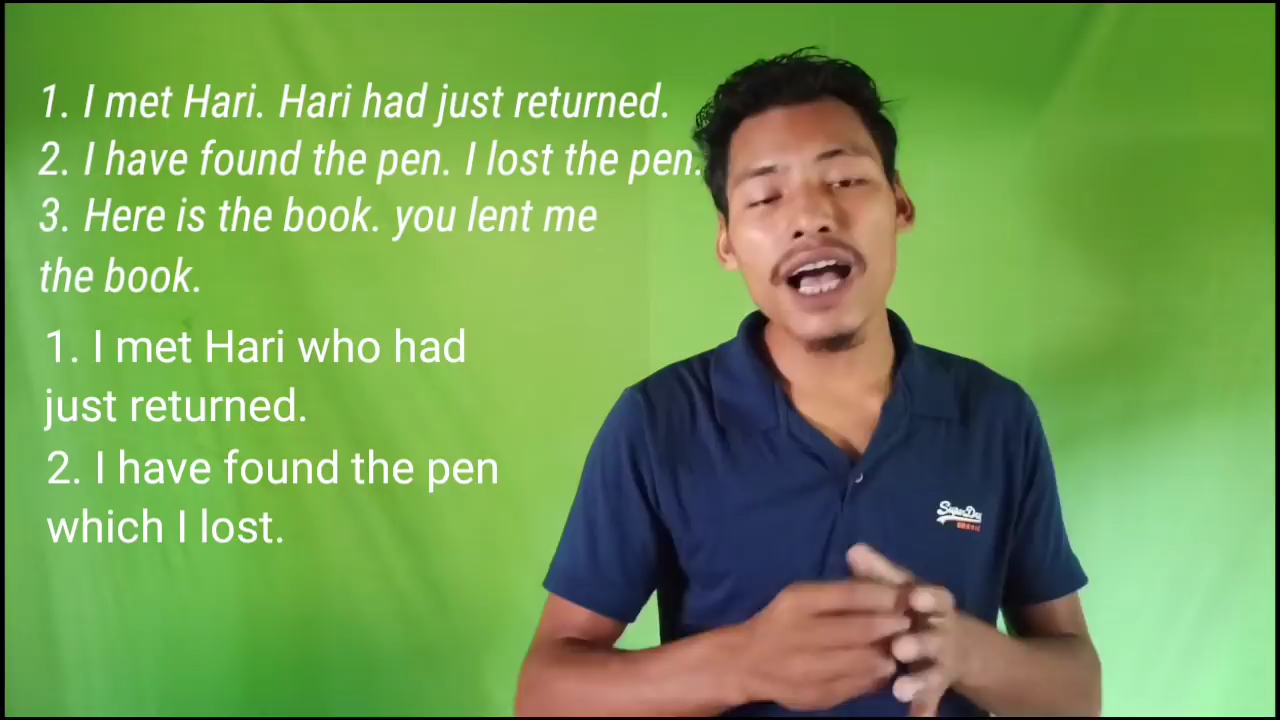 1. I met Hari. Hari had just returned.
2. I have found the pen. I lost the pen.
3. Here is the book. you lent me
the book.
1. I met Hari who had
just returned.
2. I have found the pen
which I lost.